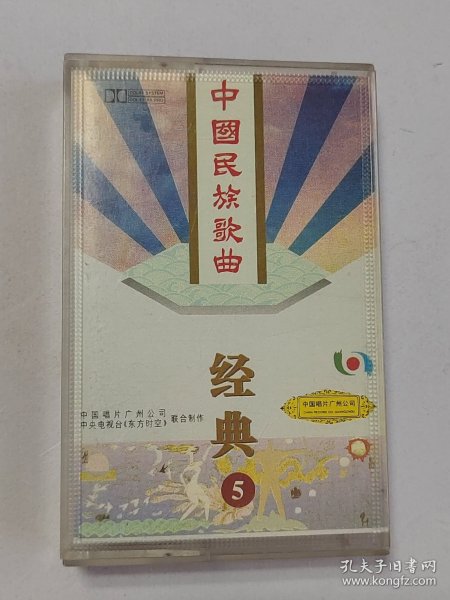 DOLBY SYSTEM
中國民族歌曲
经典
5
中国唱片广州公司
中央电视台《东方时空》
联合制作
中国唱片广州公司
孔夫子旧书网
www.kongfz.com